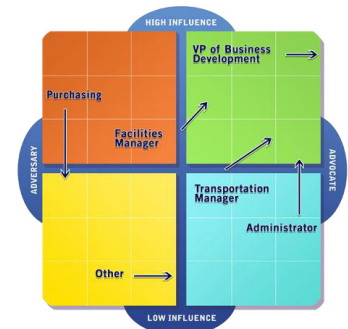 HIGH INFLUENCE
VP of Business
Development
Purchasing
Facilities
Manager
ADVERSARY
ADVOCATE
Transportation
Manager
Administrator
Other
LOW INFLUENCE